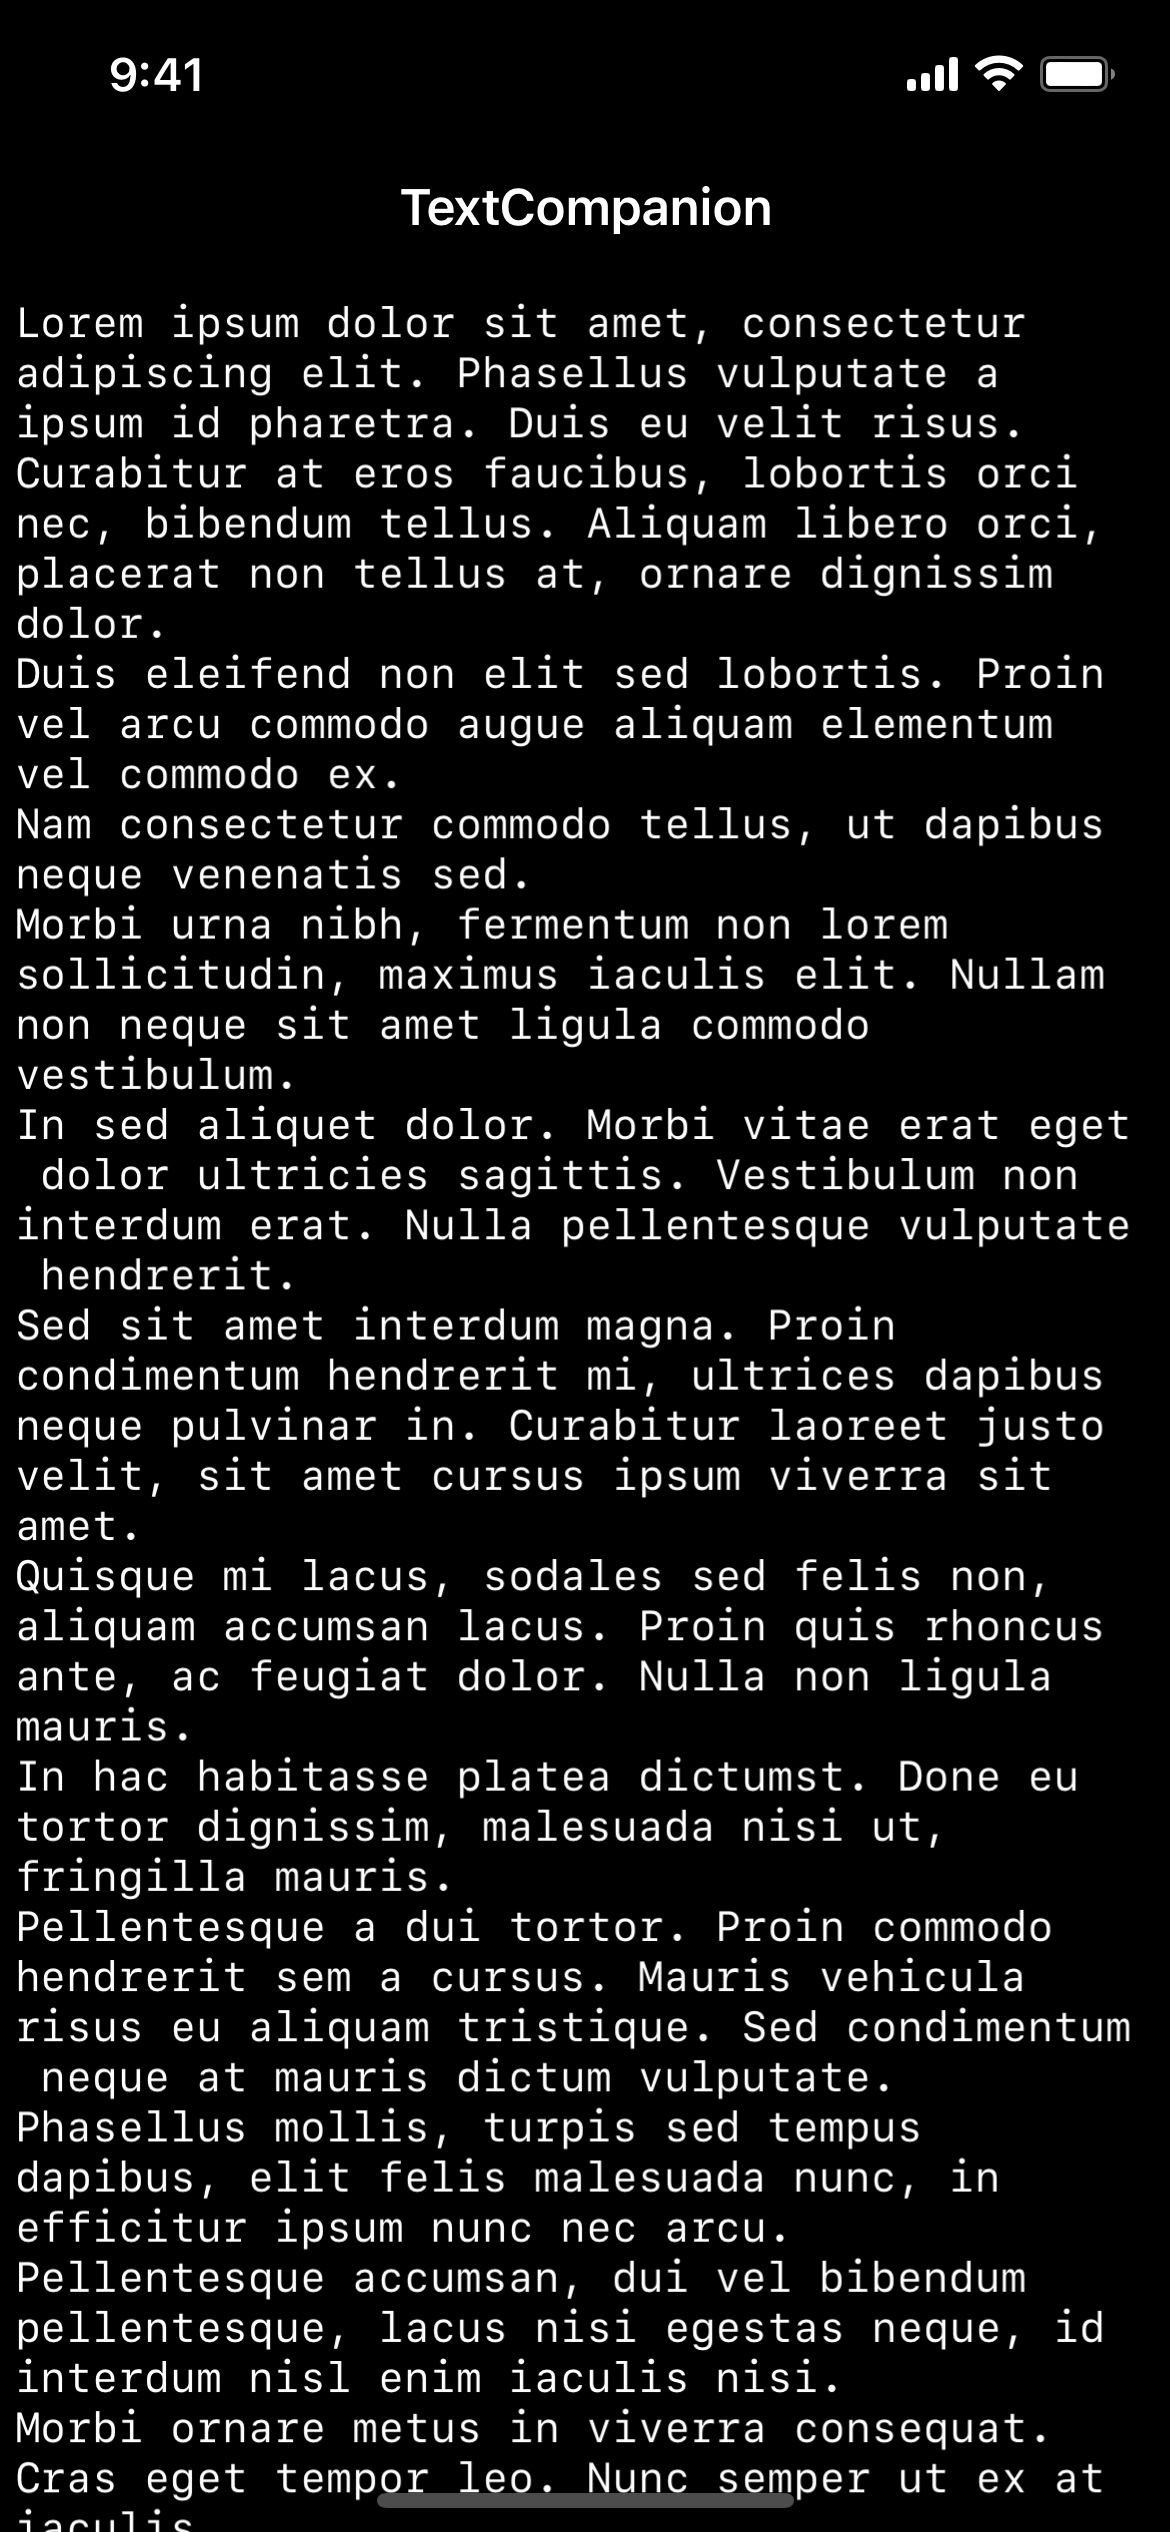 9:41
TextCompanion
Lorem ipsum dolor sit amet, consectetur
adipiscing elit. Phasellus vulputate a
ipsum id pharetra. Duis eu velit risus.
Curabitur at eros faucibus, lobortis orci
nec, bibendum tellus. Aliquam libero orci,
placerat non tellus at, ornare dignissim
dolor.
Duis eleifend non elit sed lobortis. Proin
vel arcu commodo augue aliquam elementum
vel commodo ex.
Nam consectetur commodo tellus, ut dapibus
neque venenatis sed.
Morbi urna nibh, fermentum non lorem
sollicitudin, maximus iaculis elit. Nullam
non neque sit amet ligula commodo
vestibulum.
In sed aliquet dolor. Morbi vitae erat eget
dolor ultricies sagittis. Vestibulum non
interdum erat. Nulla pellentesque vulputate
hendrerit.
Sed sit amet interdum magna. Proin
condimentum hendrerit mi, ultrices dapibus
neque pulvinar in. Curabitur laoreet justo
velit, sit amet cursus ipsum viverra sit
amet.
Quisque mi lacus, sodales sed felis non,
aliquam accumsan lacus. Proin quis rhoncus
ante, ac feugiat dolor. Nulla non ligula
mauris.
In hac habitasse platea dictumst. Done eu
tortor dignissim, malesuada nisi ut,
fringilla mauris.
Pellentesque a dui tortor. Proin commodo
hendrerit sem a cursus. Mauris vehicula
risus eu aliquam tristique. Sed condimentum
neque at mauris dictum vulputate.
Phasellus mollis, turpis sed tempus
dapibus, elit felis malesuada nunc, in
efficitur ipsum nunc nec arcu.
Pellentesque accumsan, dui vel bibendum
pellentesque, lacus nisi egestas neque, id
interdum nisl enim iaculis nisi.
Morbi ornare metus in viverra consequat.
Cras eget tempor leo. Nunc semper ut ex at
iaculis